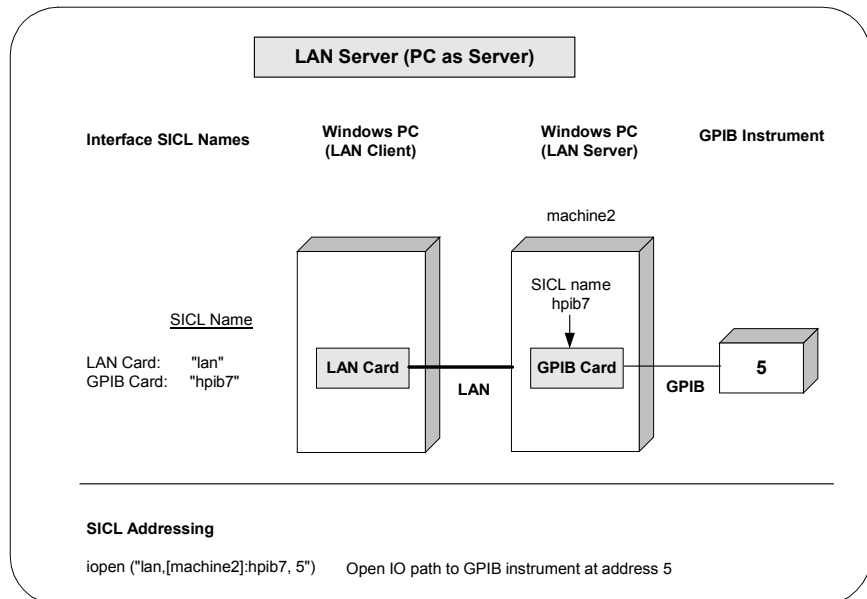 LAN Server (PC as Server)
Interface SICL Names
Windows PC
(LAN Client)
Windows PC
(LAN Server)
GPIB Instrument
machine2
SICL name
hpib7
SICL Name
LAN Card: "lan"
GPIB Card: "hpib7"
LAN Card
LAN
GPIB Card
GPIB
5
SICL Addressing
iopen ("lan,[machine2]:hpib7, 5") Open IO path to GPIB instrument at address 5